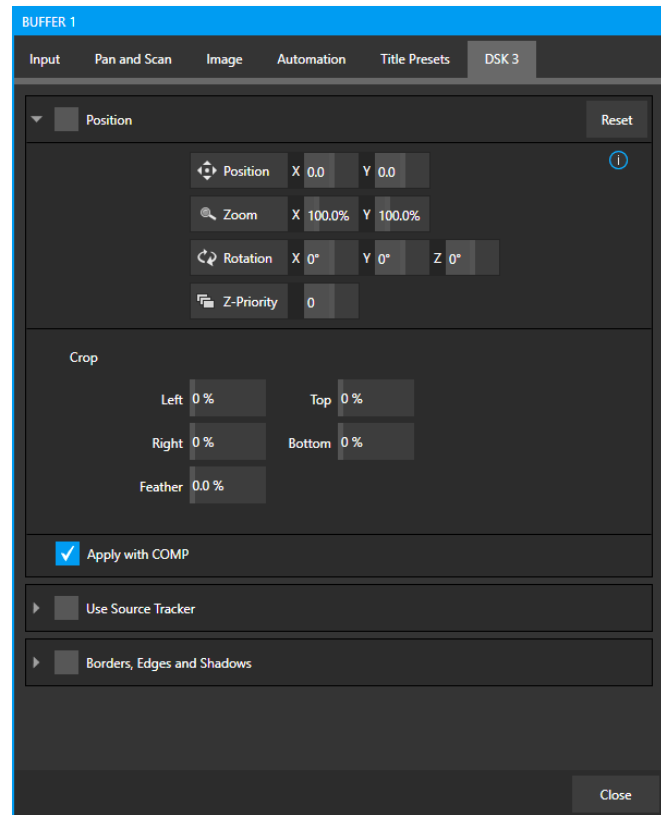 BUFFER 1
Input Pan and Scan Image Automation Title Presets DSK 3
Position Reset
Position X 0.0 Y 0.0
Zoom X 100.0% Y 100.0%
Rotation X 0° Y 0° Z 0°
Z-Priority 0
Crop
Left 0 % Top 0 %
Right 0 % Bottom 0 %
Feather 0.0 %
Apply with COMP
Use Source Tracker
Borders, Edges and Shadows
Close